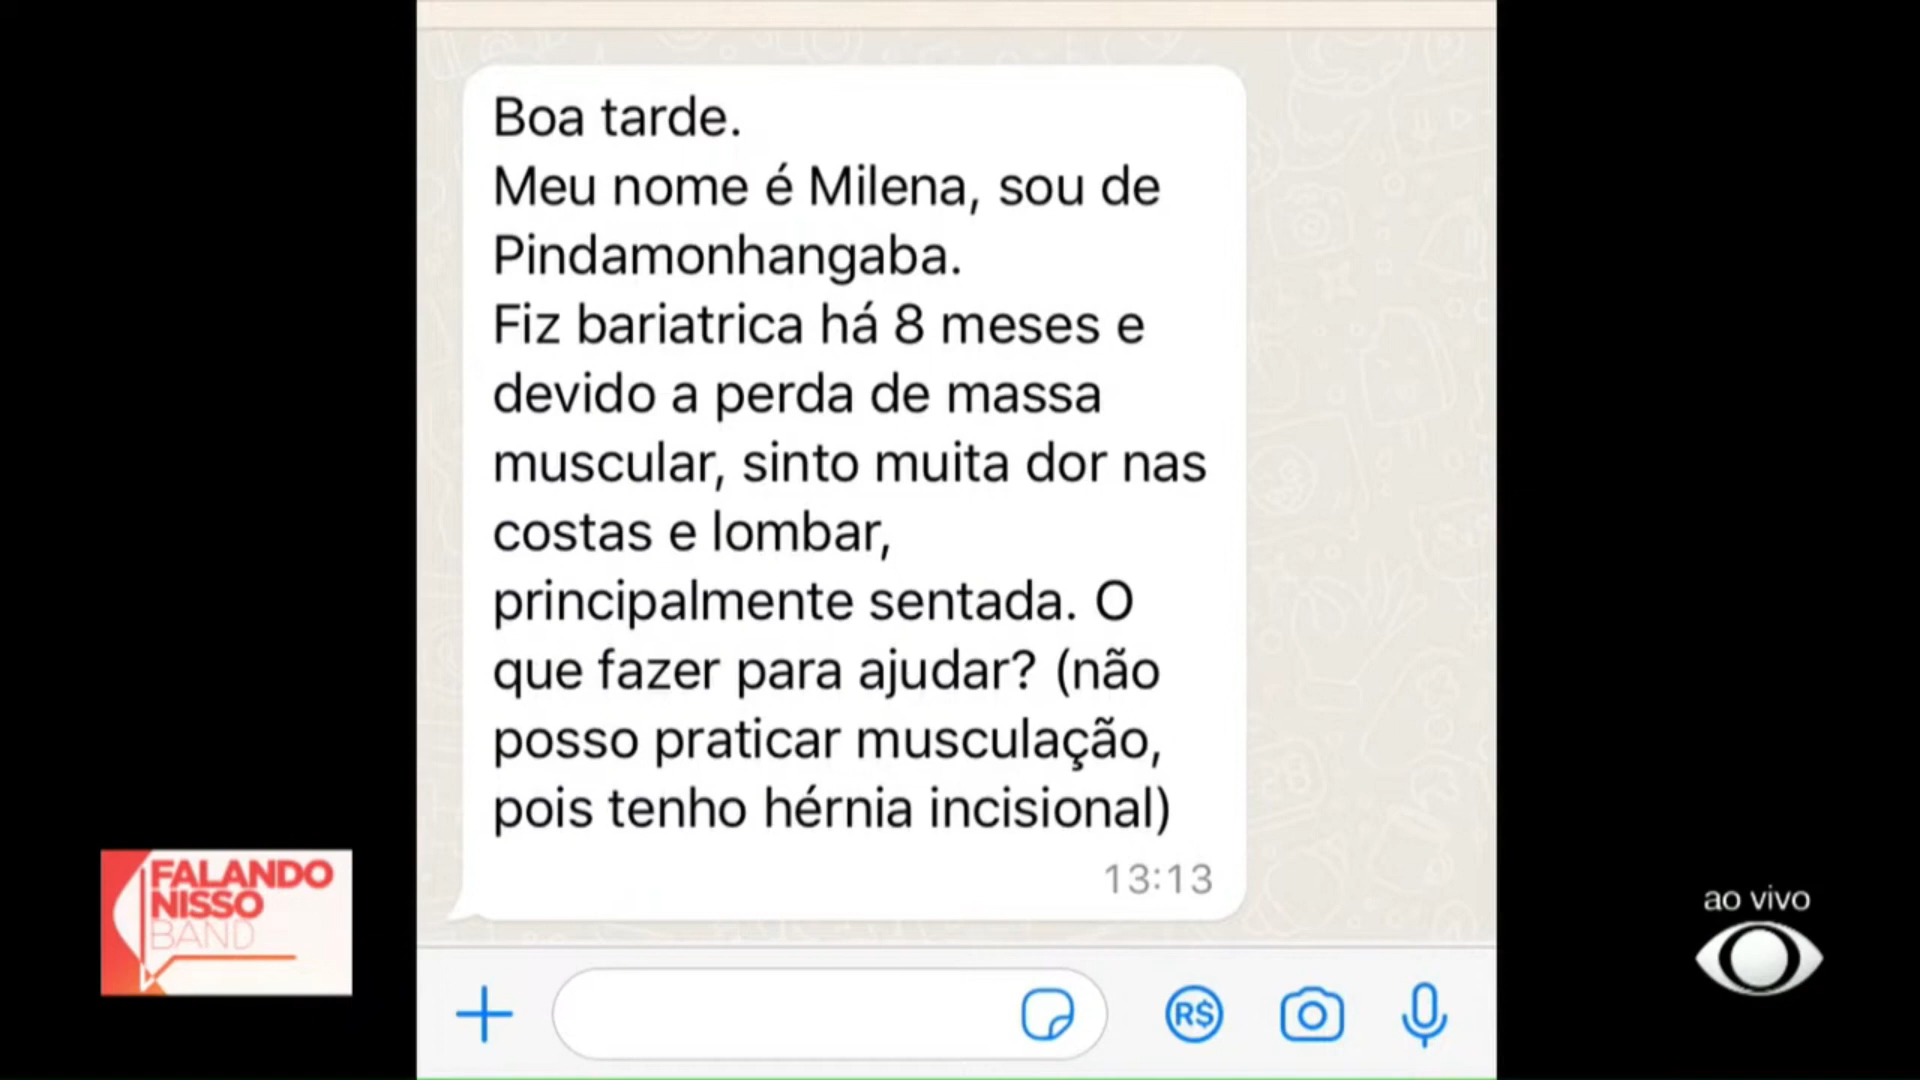 Boa tarde.
Meu nome é Milena, sou de
Pindamonhangaba.
Fiz bariatrica há 8 meses e
devido a perda de massa
muscular, sinto muita dor nas
costas e lombar,
principalmente sentada. O
que fazer para ajudar? (não
posso praticar musculação,
pois tenho hérnia incisional)
13:13
FALANDO
NISSO
BAND
ao vivo
R$